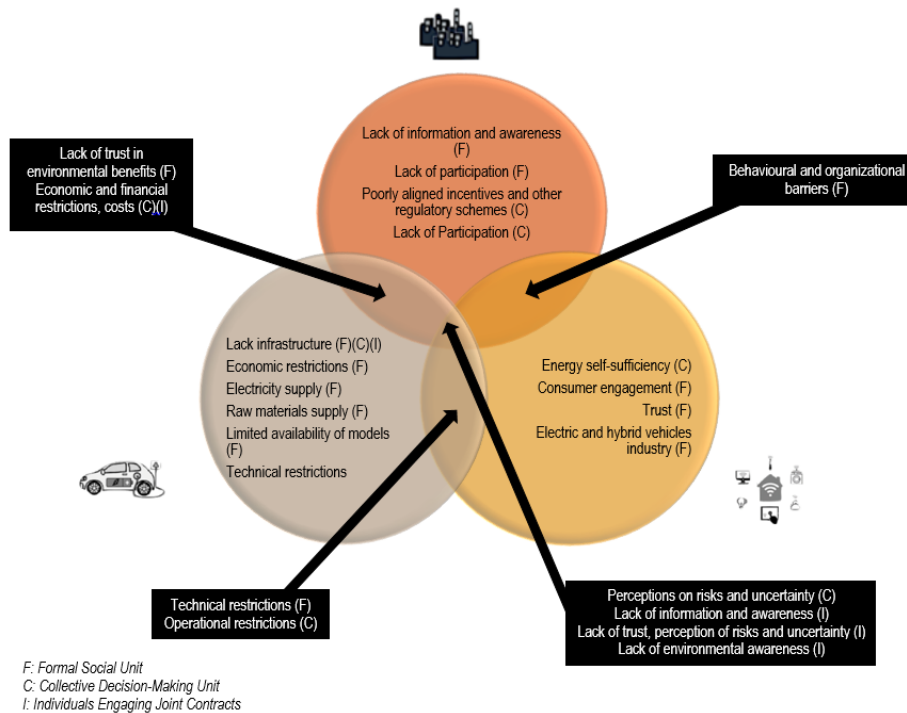 Lack of information and awareness
(F)
Lack of participation (F)
Poorly aligned incentives and other
regulatory schemes (C)
Lack of Participation (C)
Lack of trust in
environmental benefits (F)
Economic and financial
restrictions, costs (C)(I)
Behavioural and organizational
barriers (F)
Lack infrastructure (F)(C)(I)
Economic restrictions (F)
Electricity supply (F)
Raw materials supply (F)
Limited availability of models
(F)
Technical restrictions
Energy self-sufficiency (C)
Consumer engagement (F)
Trust (F)
Electric and hybrid vehicles
industry (F)
Technical restrictions (F)
Operational restrictions (C)
Perceptions on risks and uncertainty (C)
Lack of information and awareness (I)
Lack of trust, perception of risks and uncertainty (I)
Lack of environmental awareness (I)
F: Formal Social Unit
C: Collective Decision-Making Unit
I: Individuals Engaging Joint Contracts